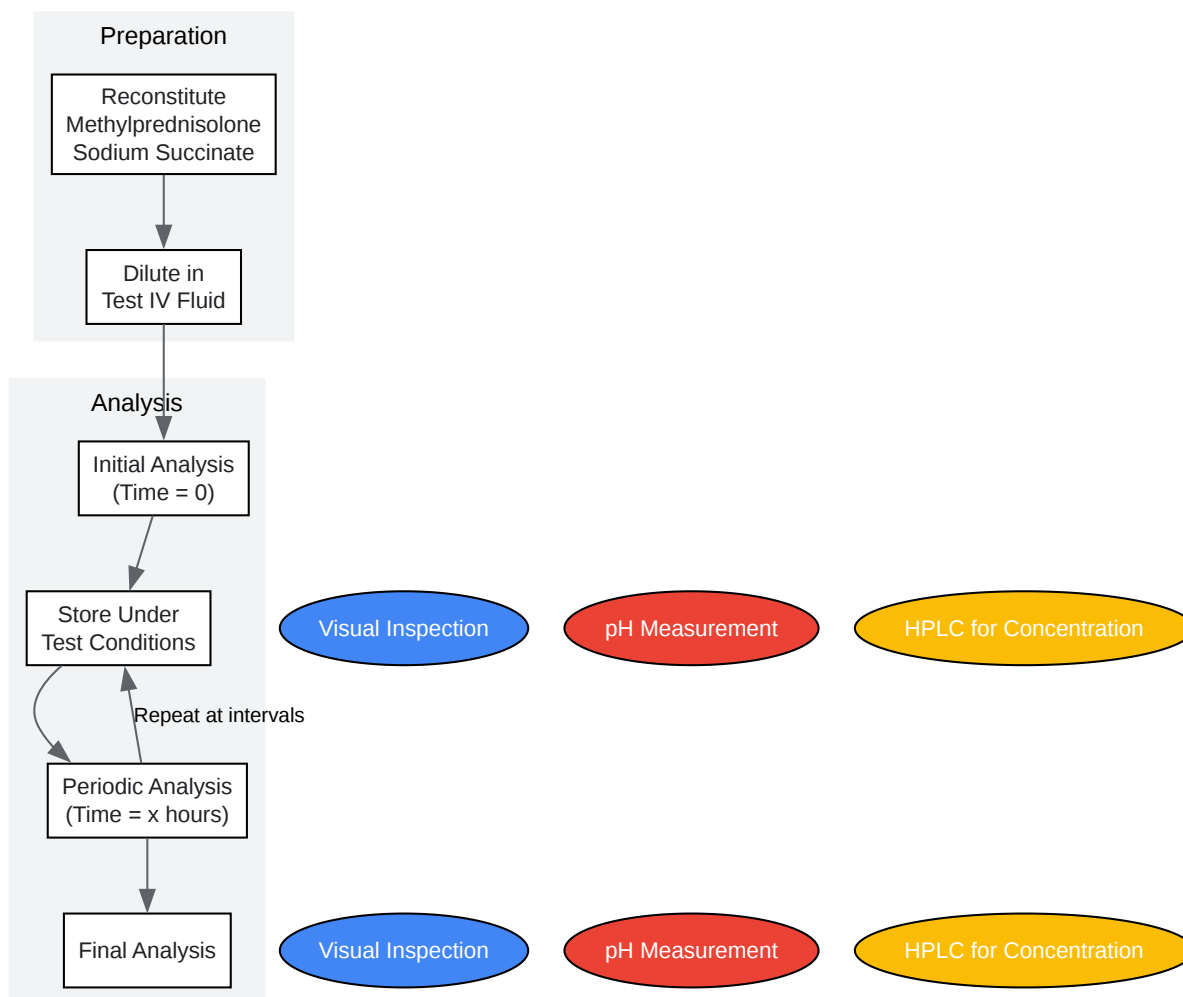 Preparation
Reconstitute
Methylprednisolone
Sodium Succinate
Dilute in
Test IV Fluid
Analysis
Initial Analysis
(Time = 0)
Store Under
Test Conditions
Visual Inspection
pH Measurement
HPLC for Concentration
Repeat at intervals
Periodic Analysis
(Time = x hours)
Final Analysis
Visual Inspection
pH Measurement
HPLC for Concentration